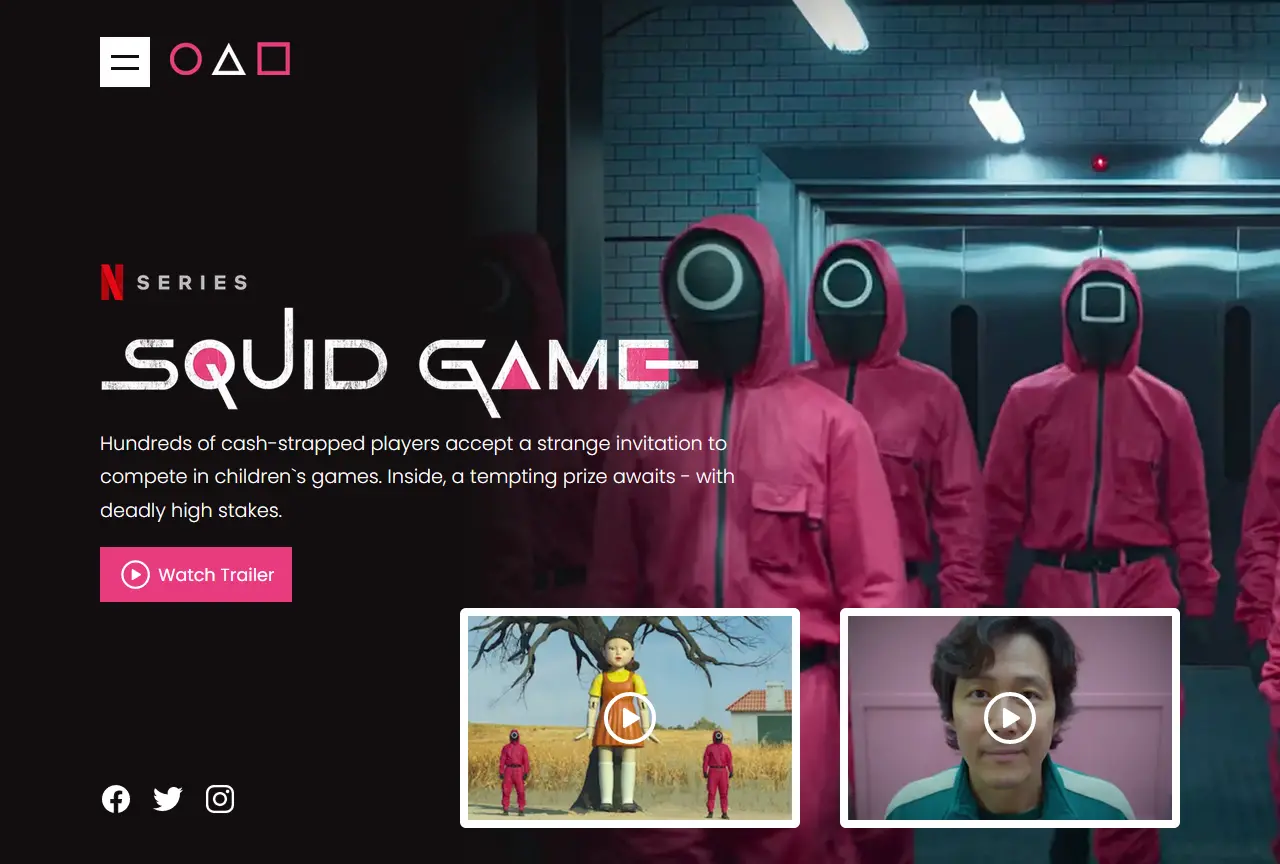 N SERIES
SQUID GAME
Hundreds of cash-strapped players accept a strange invitation to
compete in children`s games. Inside, a tempting prize awaits - with
deadly high stakes.
Watch Trailer